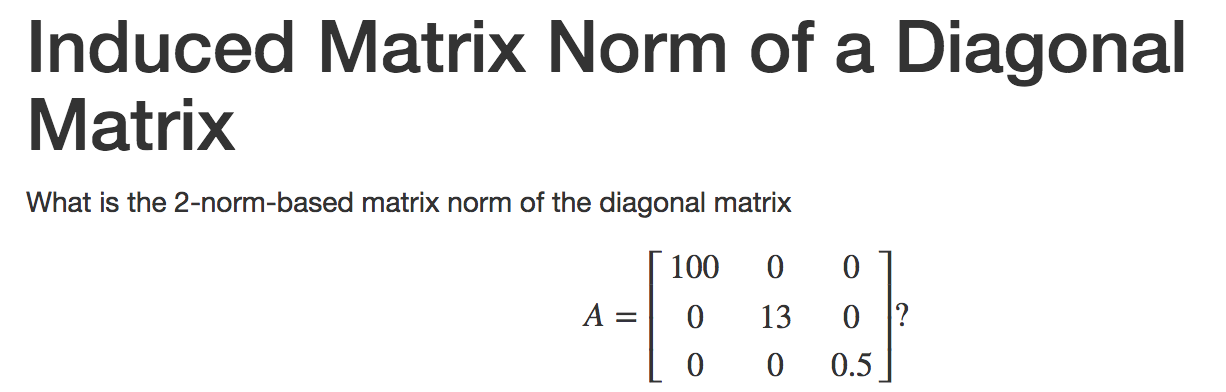 Induced Matrix Norm of a Diagonal
Matrix
What is the 2-norm-based matrix norm of the diagonal matrix
100 0 0
A = 0 13 0 ?
0 0 0.5